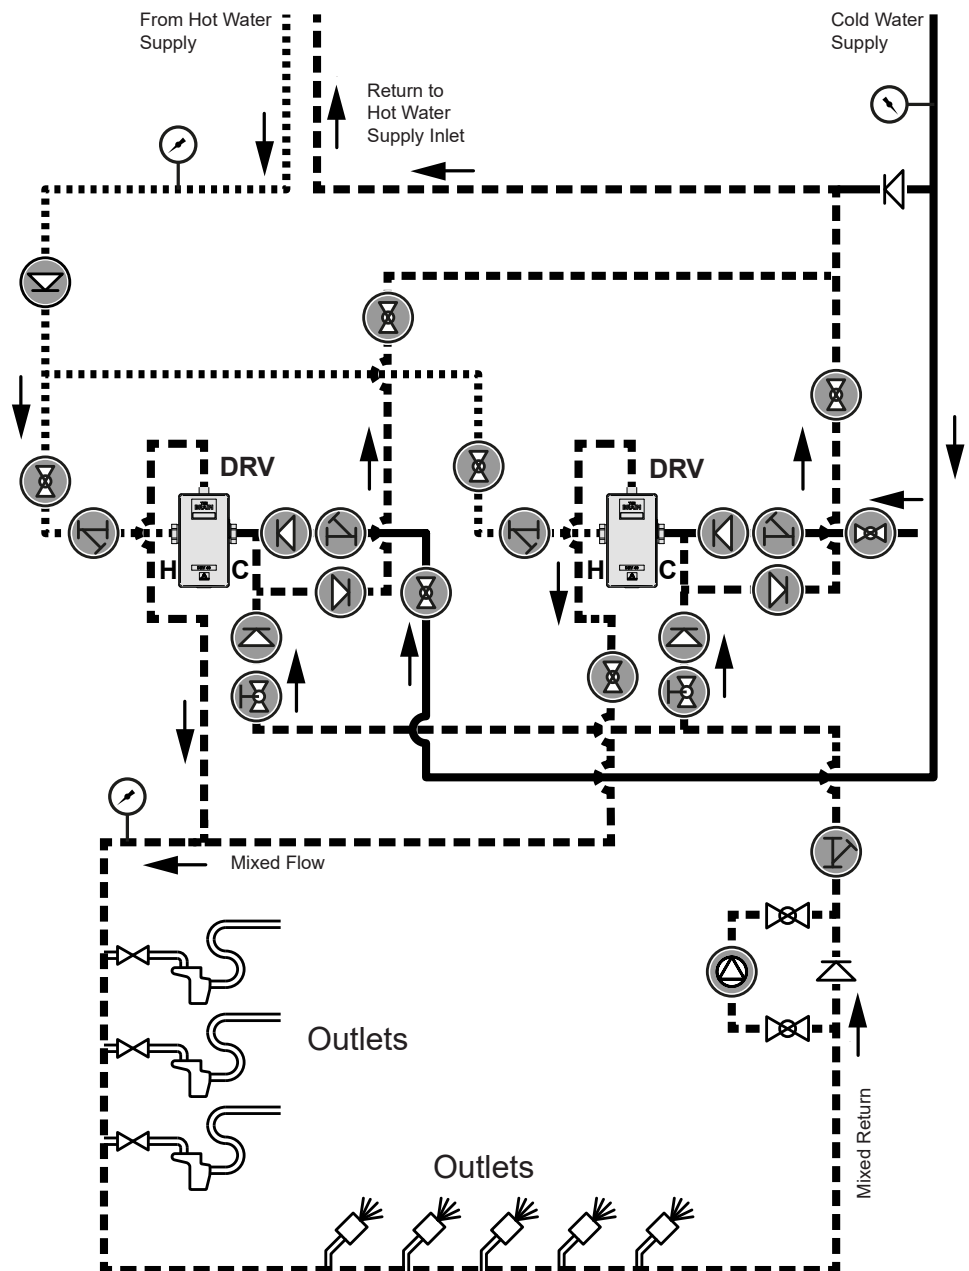 From Hot Water
Supply
Cold Water
Supply
Return to
Hot Water
Supply Inlet
DRV
DRV
H
C
H
C
Mixed Flow
Outlets
Mixed Return
Outlets